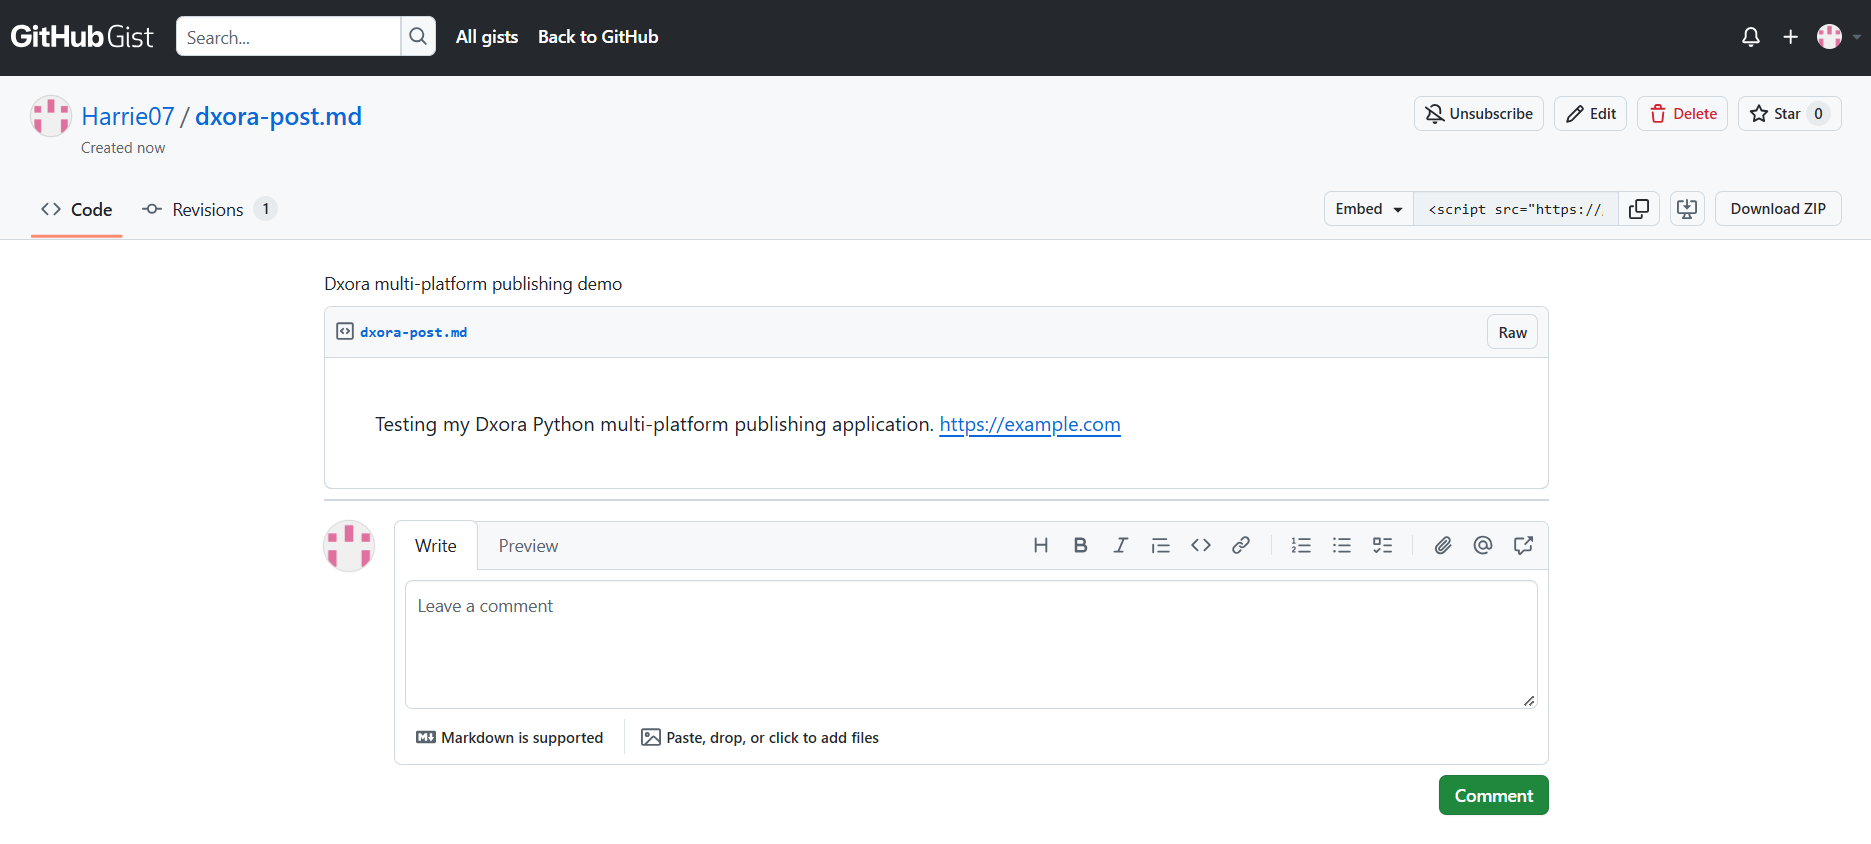 GitHub Gist Search... All gists Back to GitHub
Harrie07 / dxora-post.md
Created now
Unsubscribe Edit Delete Star 0
Code Revisions 1
Embed <script src="https://. Download ZIP
Dxora multi-platform publishing demo
dxora-post.md Raw
Testing my Dxora Python multi-platform publishing application. https://example.com
Write Preview
Leave a comment
Markdown is supported Paste, drop, or click to add files
Comment